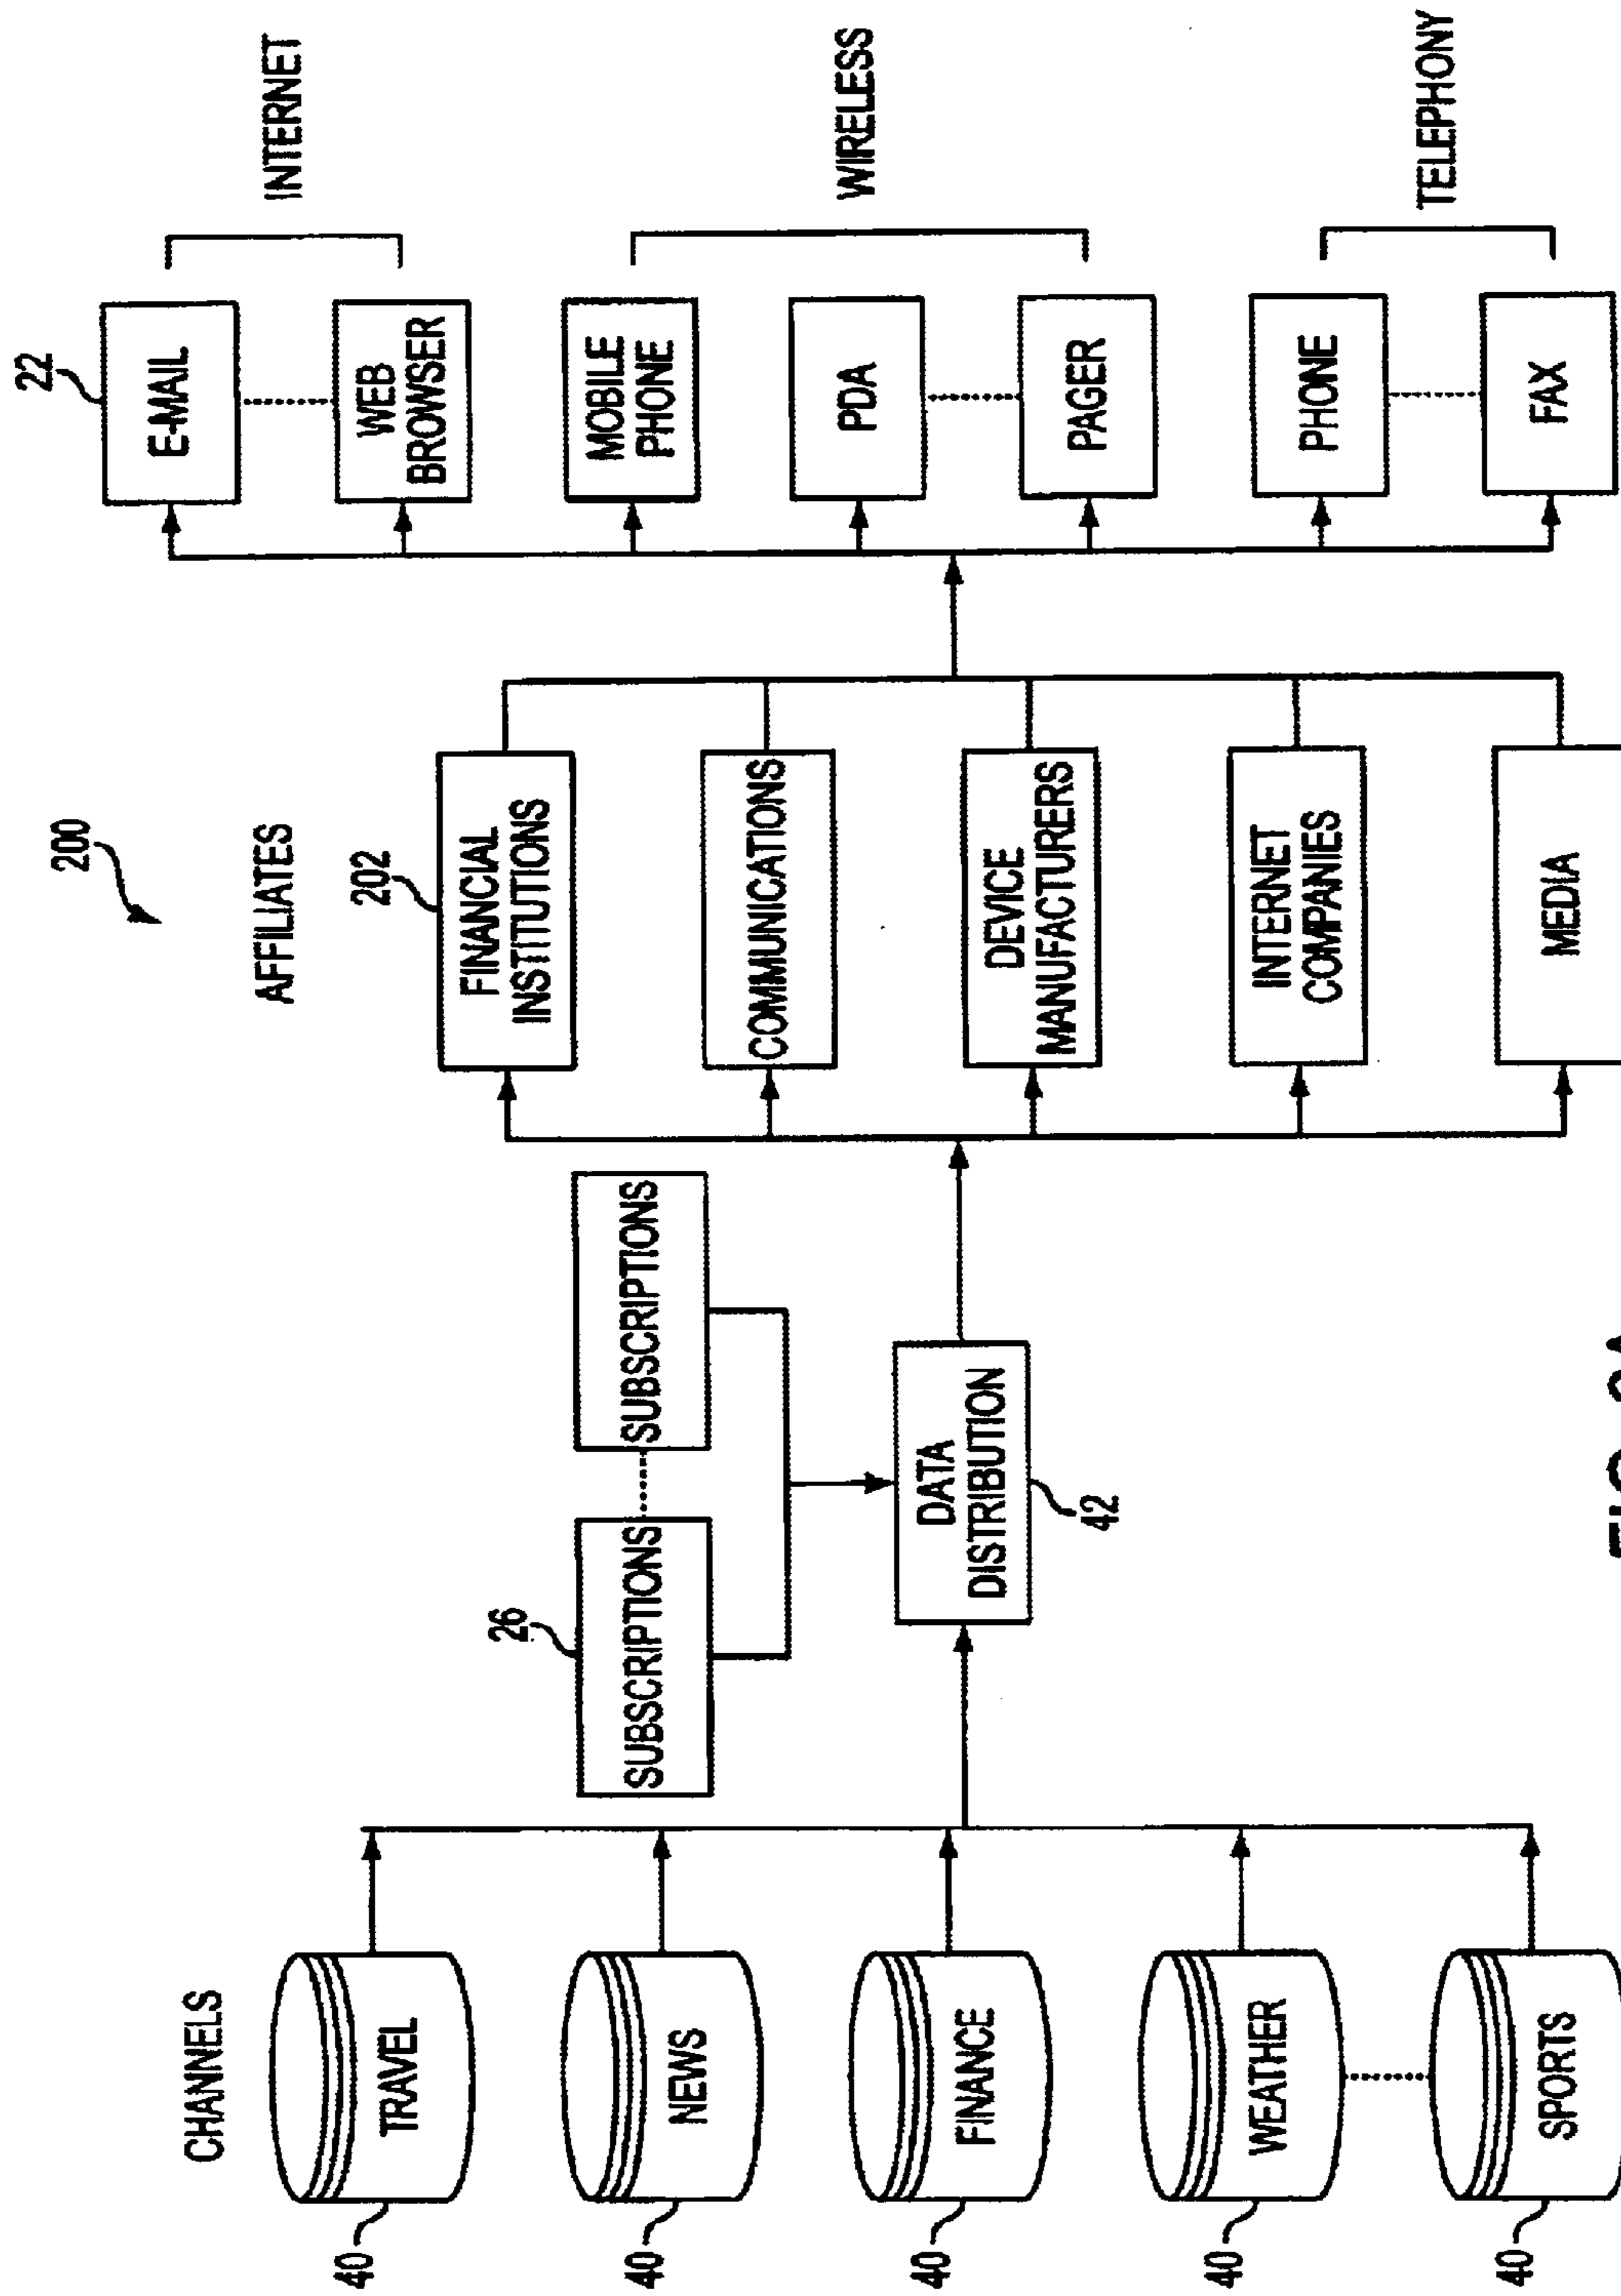 200
CHANNELS
40
TRAVEL
40
NEWS
40
FINANCE
40
WEATHER
40
SPORTS
26
SUBSCRIPTIONS
SUBSCRIPTIONS
DATA
DISTRIBUTION
42
AFFILIATES
202
FINANCIAL
INSTITUTIONS
COMMUNICATIONS
DEVICE
MANUFACTURERS
INTERNET
COMPANIES
MEDIA
22
E-MAIL
WEB
BROWSER
MOBILE
PHONE
PDA
PAGER
PHONE
FAX
INTERNET
WIRELESS
TELEPHONY